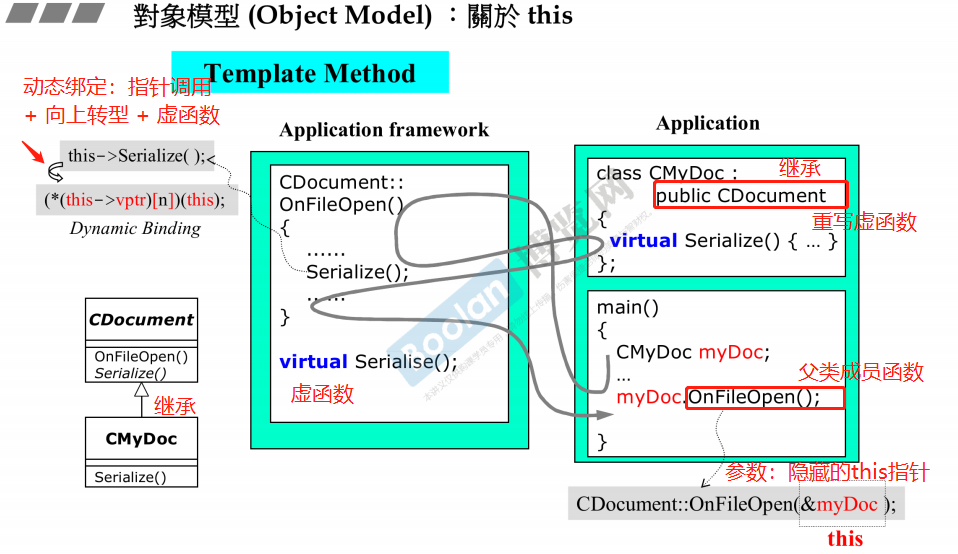 對象模型 (Object Model) ：關於 this
Template Method
动态绑定：指针调用
+ 向上转型 + 虚函数
this->Serialize( );
(*(this->vptr)[n])(this);
Dynamic Binding
CDocument
OnFileOpen()
Serialize()
继承
CMyDoc
Serialize()
Application framework
CDocument::
OnFileOpen()
{
......
Serialize();
......
}
virtual Serialise();
虚函数
Application
class CMyDoc :
继承
public CDocument
重写虚函数
{
virtual Serialize() { … }
};
main()
{
CMyDoc myDoc;
…
父类成员函数
myDoc.OnFileOpen();
}
参数：隐藏的this指针
CDocument::OnFileOpen(&myDoc );
this
Boolan 博览网